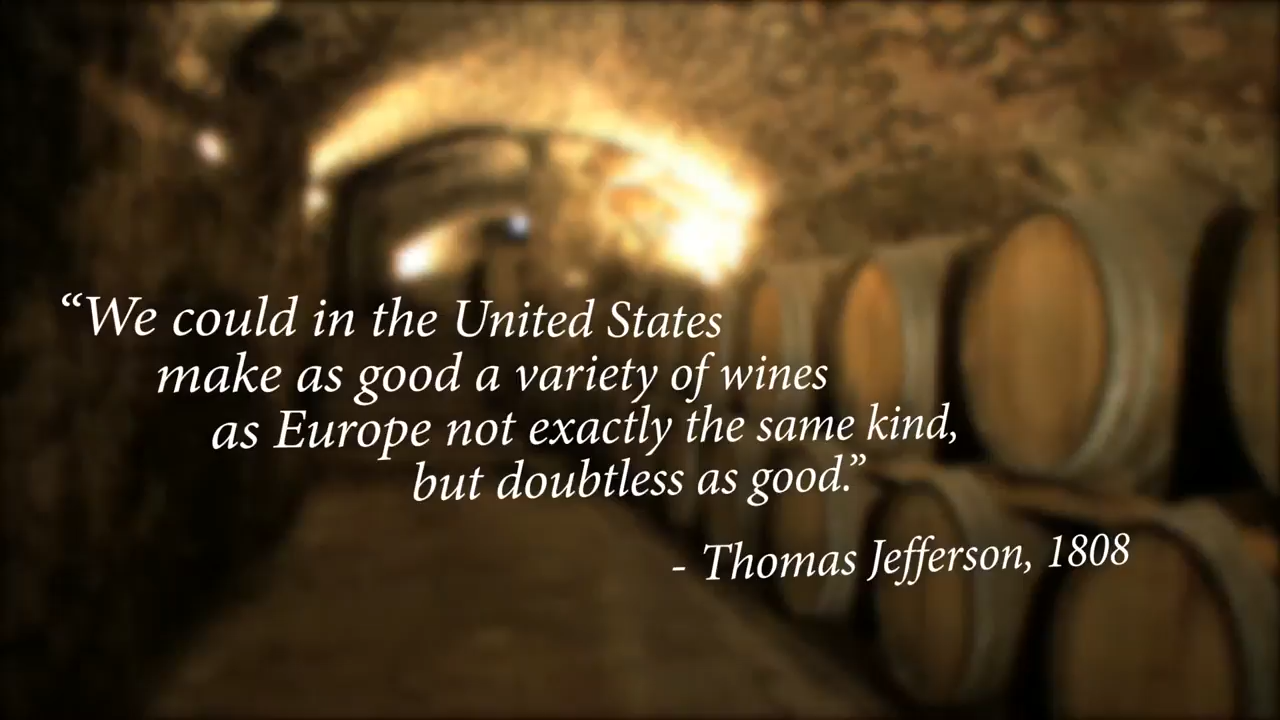 “We could in the United States
make as good a variety of wines
as Europe not exactly the same kind,
but doubtless as good.”
- Thomas Jefferson, 1808